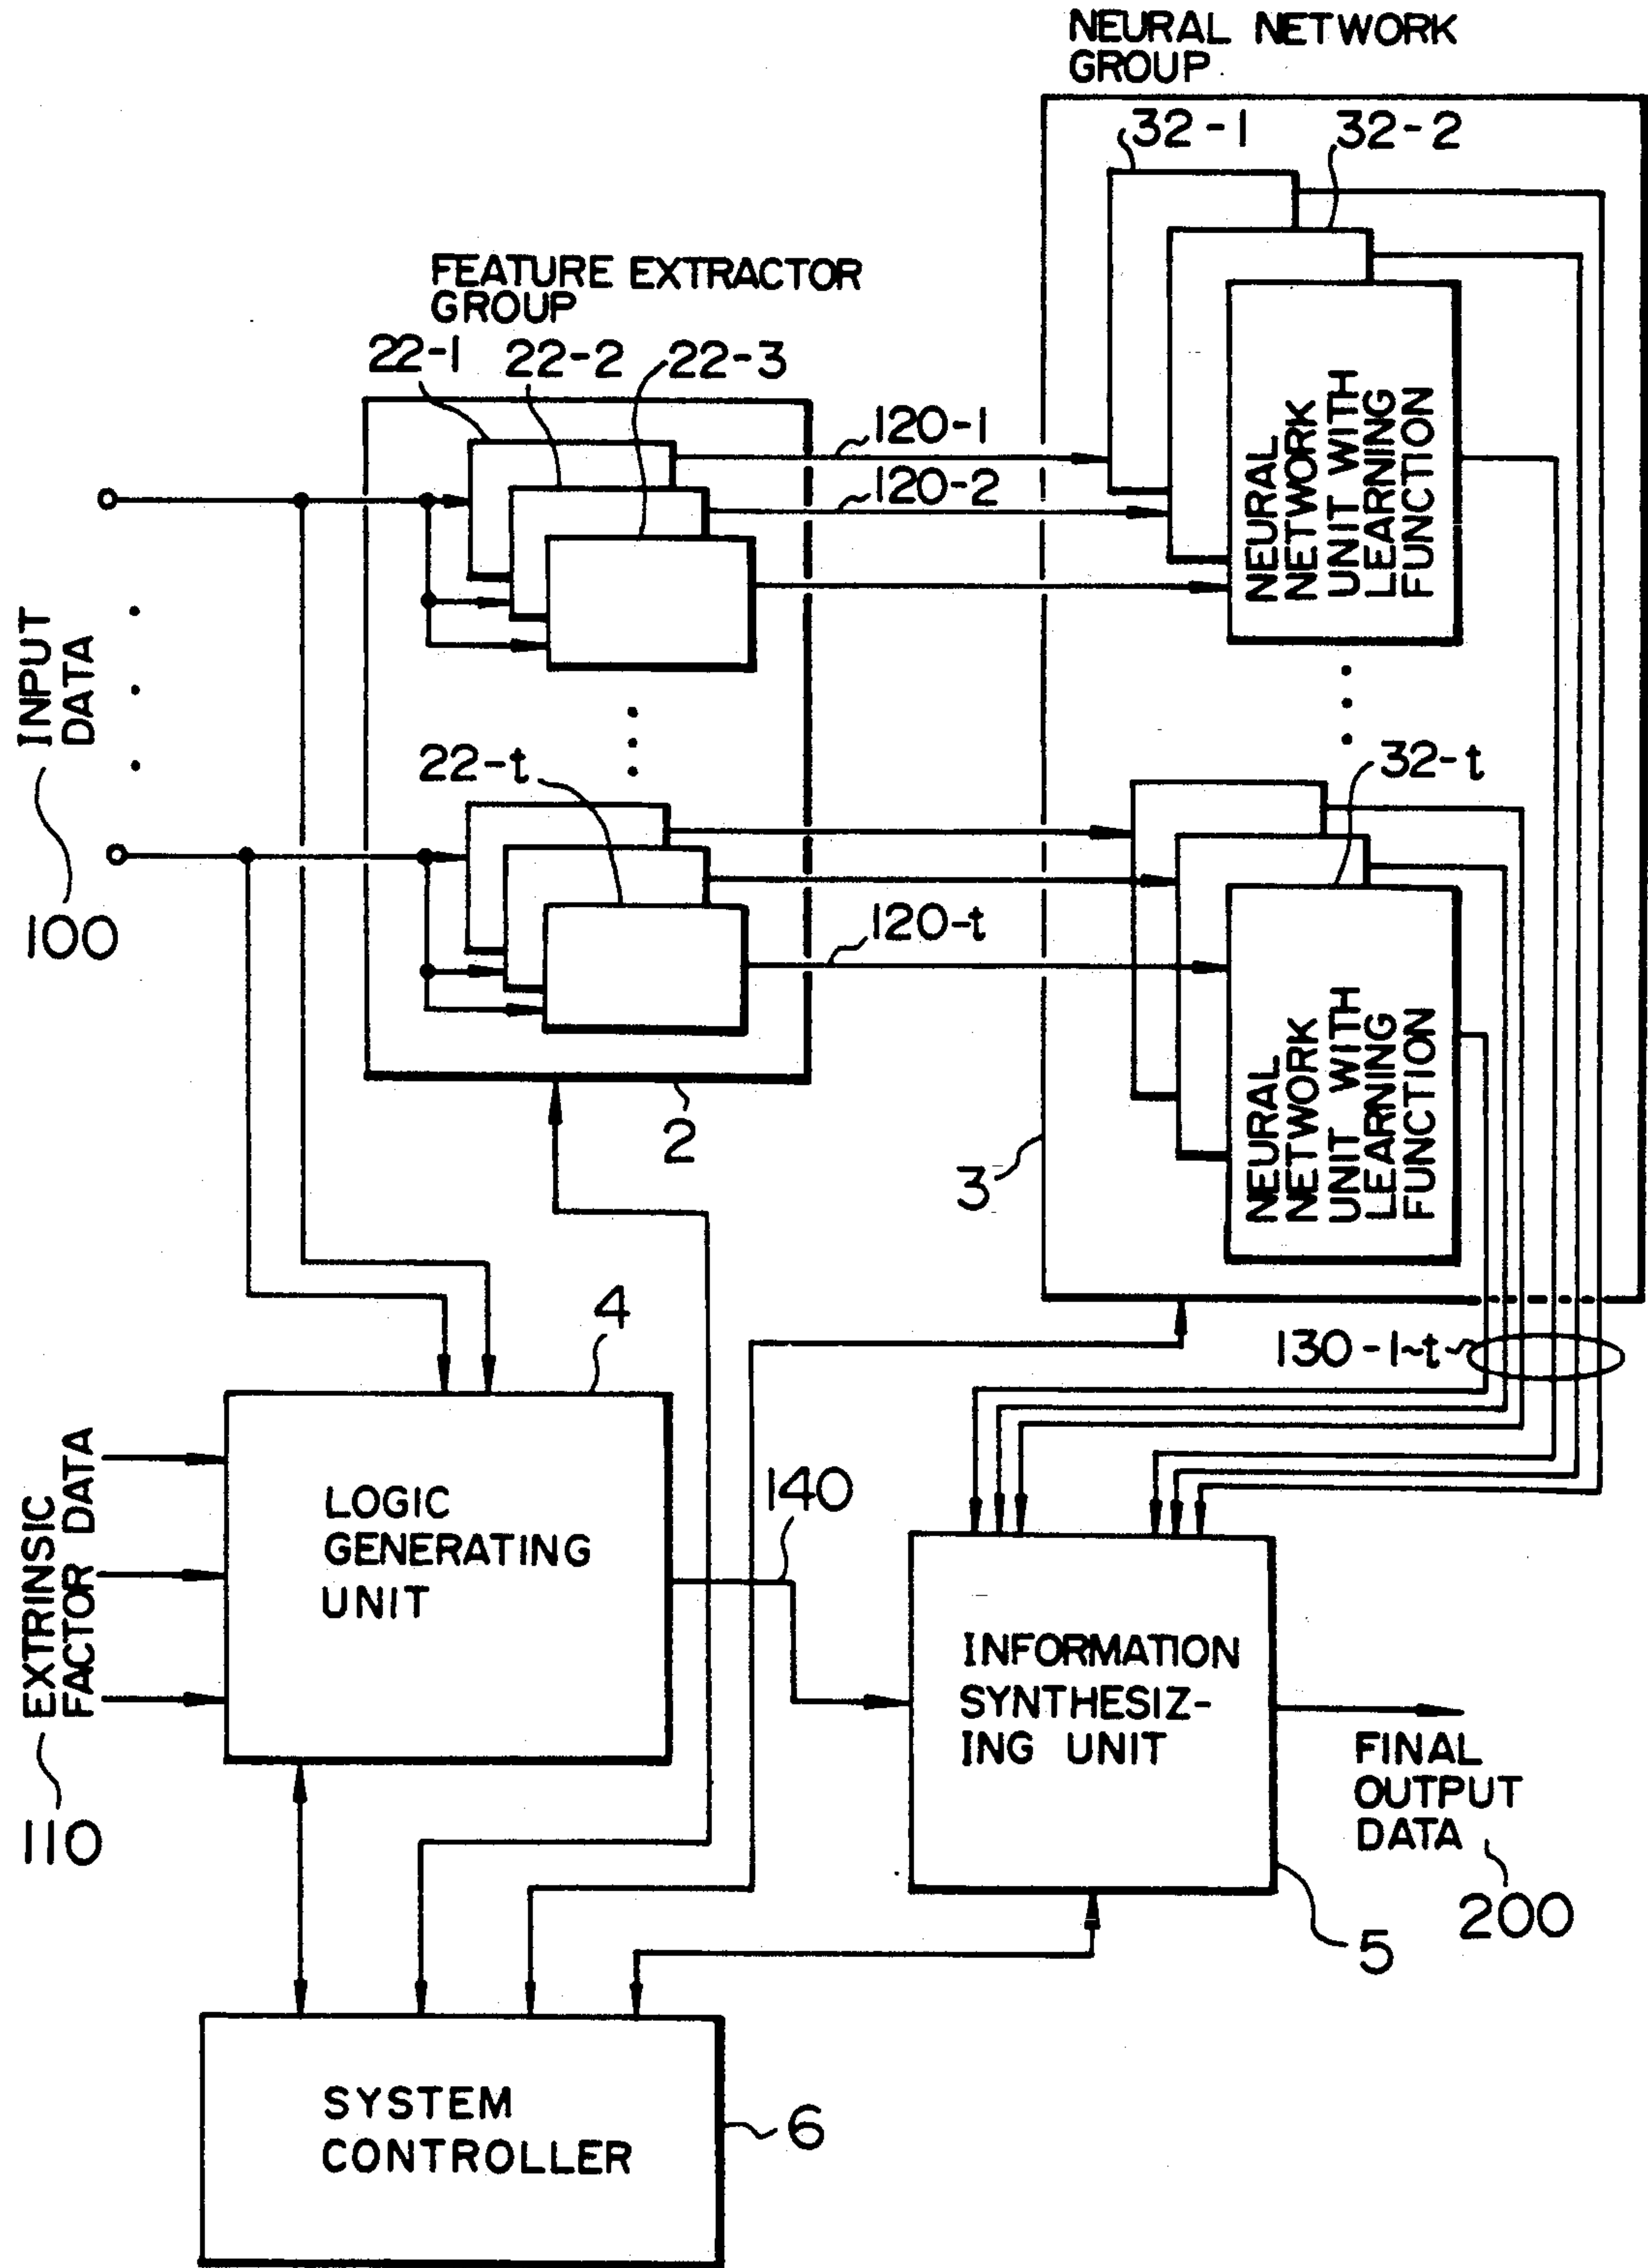 NEURAL NETWORK
GROUP
32-1
32-2
FEATURE EXTRACTOR
GROUP
22-1
22-2
22-3
120-1
120-2
NEURAL
NETWORK
UNIT WITH
LEARNING
FUNCTION
INPUT
DATA
100
22-t
32-t
120-t
NEURAL
NETWORK
UNIT WITH
LEARNING
FUNCTION
2
3
4
130-1~t
EXTRINSIC
FACTOR DATA
110
LOGIC
GENERATING
UNIT
140
INFORMATION
SYNTHESIZ-
ING UNIT
FINAL
OUTPUT
DATA
200
5
SYSTEM
CONTROLLER
6